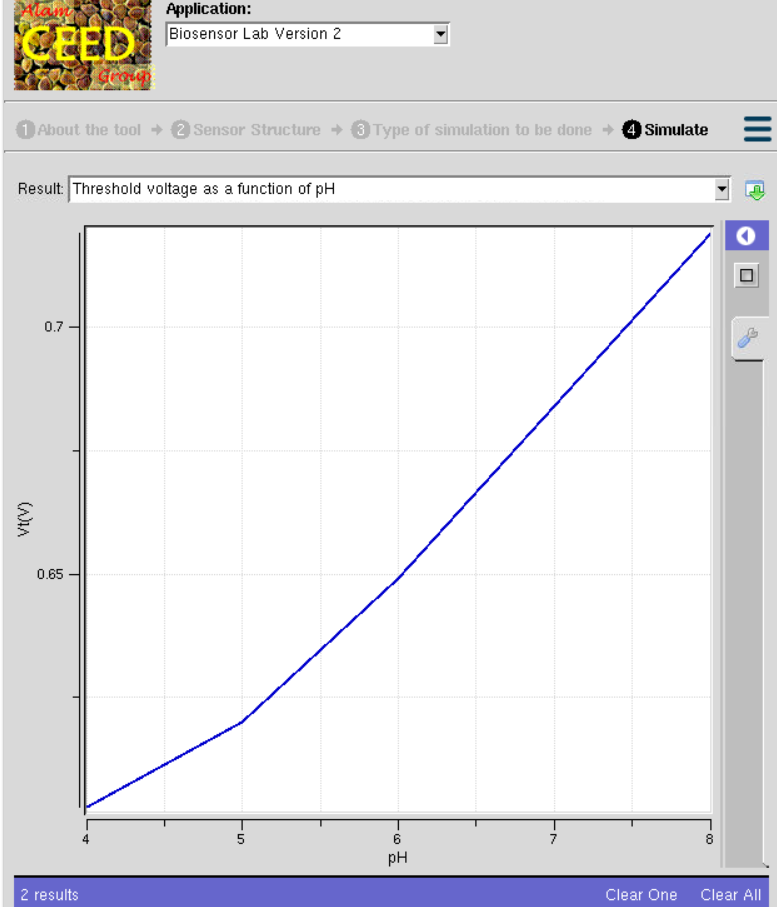 Alam
CEED
Group
Application:
Biosensor Lab Version 2
1 About the tool → 2 Sensor Structure → 3 Type of simulation to be done → 4 Simulate
Result: Threshold voltage as a function of pH
0.7
0.65
Vt(V)
4 5 6 7 8
pH
2 results Clear One Clear All